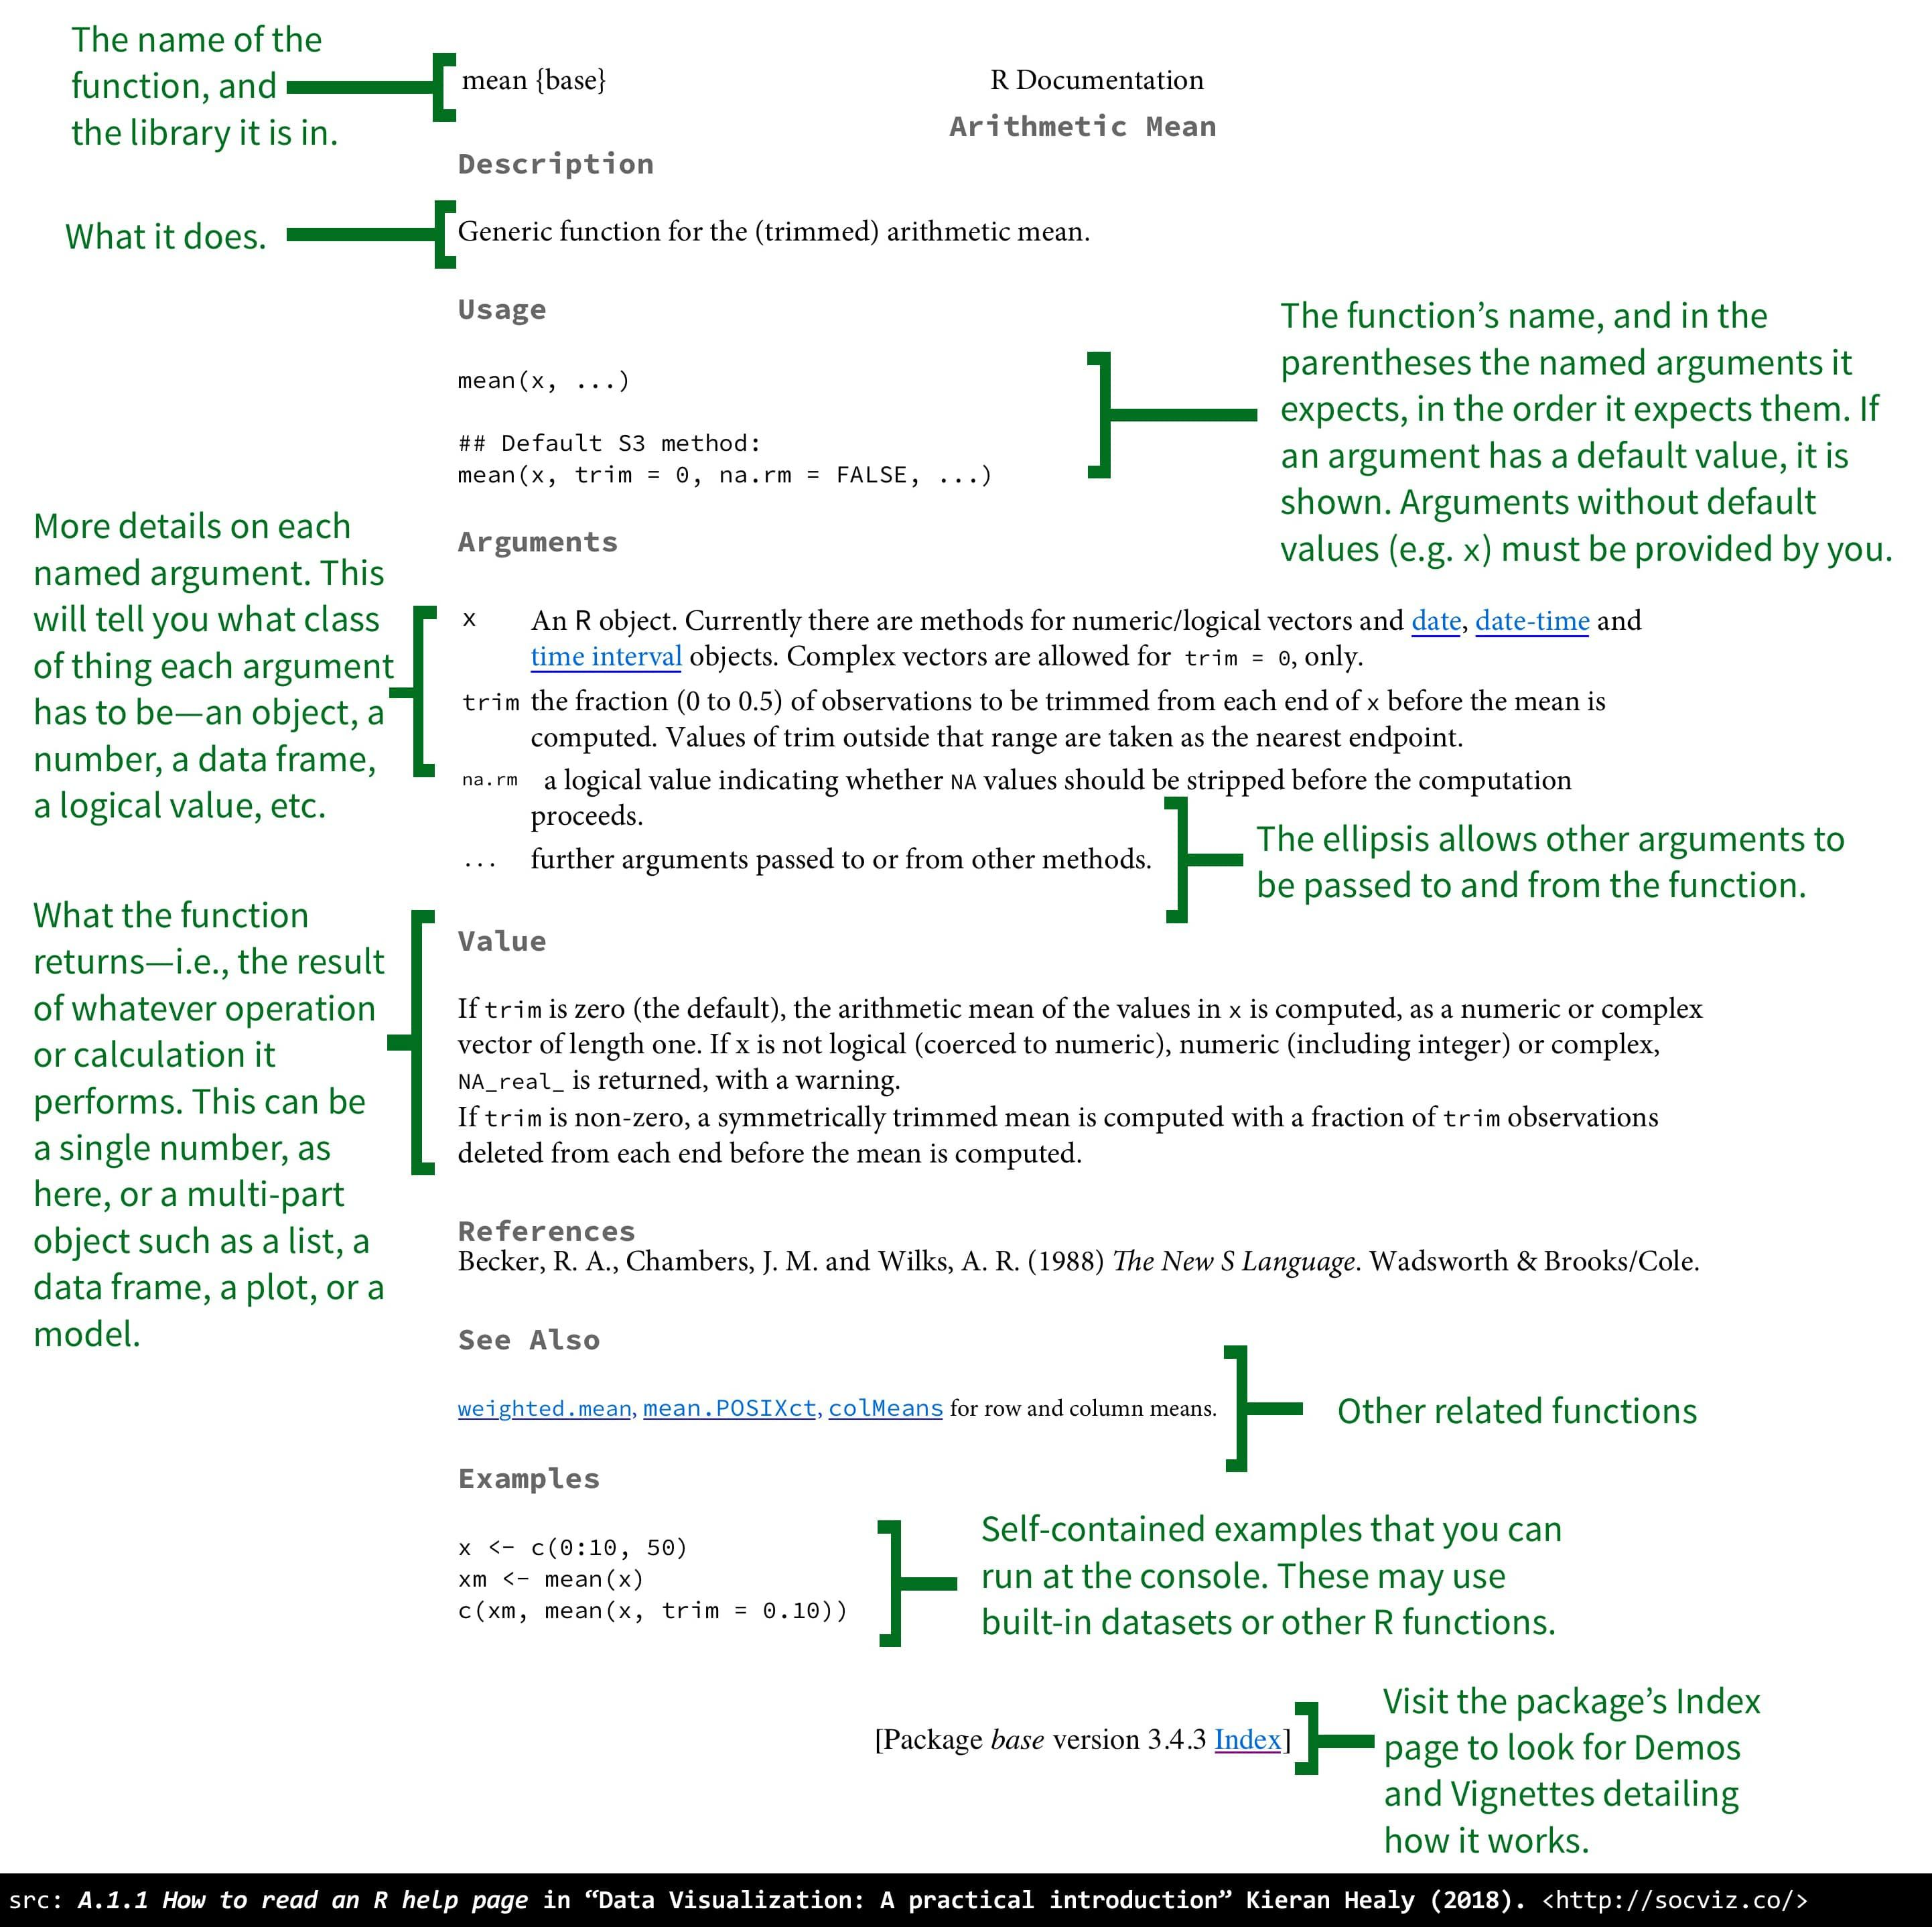 The name of the
function, and
the library it is in.
mean {base}
R Documentation
Arithmetic Mean
Description
What it does.
Generic function for the (trimmed) arithmetic mean.
Usage
mean(x, ...)
## Default S3 method:
mean(x, trim = 0, na.rm = FALSE, ...)
The function’s name, and in the
parentheses the named arguments it
expects, in the order it expects them. If
an argument has a default value, it is
shown. Arguments without default
values (e.g. x) must be provided by you.
Arguments
More details on each
named argument. This
will tell you what class
of thing each argument
has to be—an object, a
number, a data frame,
a logical value, etc.
x An R object. Currently there are methods for numeric/logical vectors and date, date-time and
time interval objects. Complex vectors are allowed for trim = 0, only.
trim the fraction (0 to 0.5) of observations to be trimmed from each end of x before the mean is
computed. Values of trim outside that range are taken as the nearest endpoint.
na.rm a logical value indicating whether NA values should be stripped before the computation
proceeds.
... further arguments passed to or from other methods.
The ellipsis allows other arguments to
be passed to and from the function.
What the function
returns—i.e., the result
of whatever operation
or calculation it
performs. This can be
a single number, as
here, or a multi-part
object such as a list, a
data frame, a plot, or a
model.
Value
If trim is zero (the default), the arithmetic mean of the values in x is computed, as a numeric or complex
vector of length one. If x is not logical (coerced to numeric), numeric (including integer) or complex,
NA_real_ is returned, with a warning.
If trim is non-zero, a symmetrically trimmed mean is computed with a fraction of trim observations
deleted from each end before the mean is computed.
References
Becker, R. A., Chambers, J. M. and Wilks, A. R. (1988) The New S Language. Wadsworth & Brooks/Cole.
See Also
weighted.mean, mean.POSIXct, colMeans for row and column means.
Other related functions
Examples
x <- c(0:10, 50)
xm <- mean(x)
c(xm, mean(x, trim = 0.10))
Self-contained examples that you can
run at the console. These may use
built-in datasets or other R functions.
[Package base version 3.4.3 Index]
Visit the package’s Index
page to look for Demos
and Vignettes detailing
how it works.
src: A.1.1 How to read an R help page in “Data Visualization: A practical introduction” Kieran Healy (2018). <http://socviz.co/>